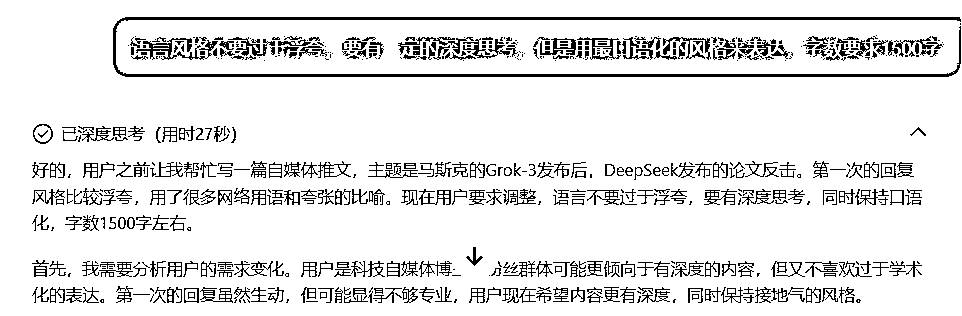 语言风格不要过于浮夸，要有 定的深度思考，但是用最口语化的风格来表达，字数要求1500字
已深度思考（用时27秒）
好的，用户之前让我帮忙写一篇自媒体推文，主题是马斯克的Grok-3发布后，DeepSeek发布的论文反击。第一次的回复
风格比较浮夸，用了很多网络用语和夸张的比喻。现在用户要求调整，语言不要过于浮夸，要有深度思考，同时保持口语
化，字数1500字左右。
首先，我需要分析用户的需求变化。用户是科技自媒体博 丝群体可能更倾向于有深度的内容，但又不喜欢过于学术
化的表达。第一次的回复虽然生动，但可能显得不够专业，用户现在希望内容更有深度，同时保持接地气的风格。